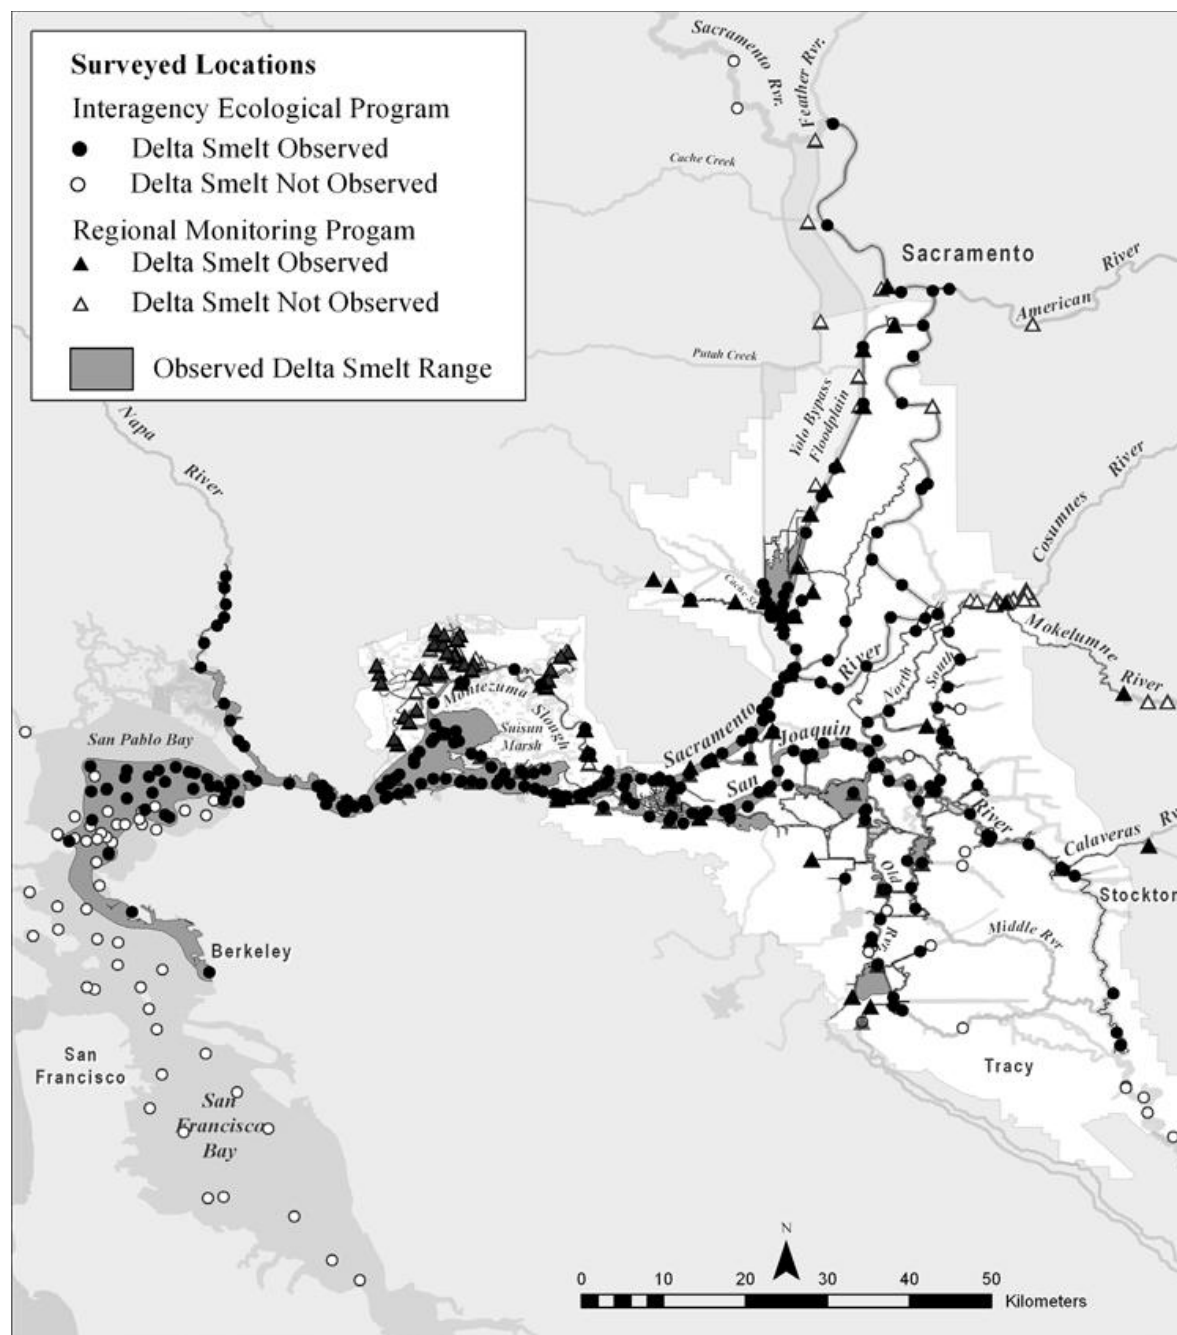 Surveyed Locations
Interagency Ecological Program
Delta Smelt Observed
Delta Smelt Not Observed
Regional Monitoring Progam
Delta Smelt Observed
Delta Smelt Not Observed
Observed Delta Smelt Range
Sacramento
Rvr.
Feather Rvr.
Cache Creek
Sacramento
American River
Putah Creek
Yolo Bypass
Floodplain
Napa
River
Cosumnes River
Mokelumne
River
River
North
South
Montezuma
Slough
Suisun
Marsh
Sacramento
San Pablo Bay
Joaquin
San
River
Calaveras
Stockton
Old
Rvr.
Middle Rvr
Berkeley
San
Francisco
Tracy
San
Francisco
Bay
N
0 10 20 30 40 50
Kilometers